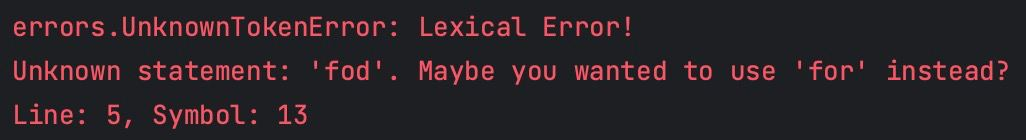 errors.UnknownTokenError: Lexical Error!
Unknown statement: 'fod'. Maybe you wanted to use 'for' instead?
Line: 5, Symbol: 13